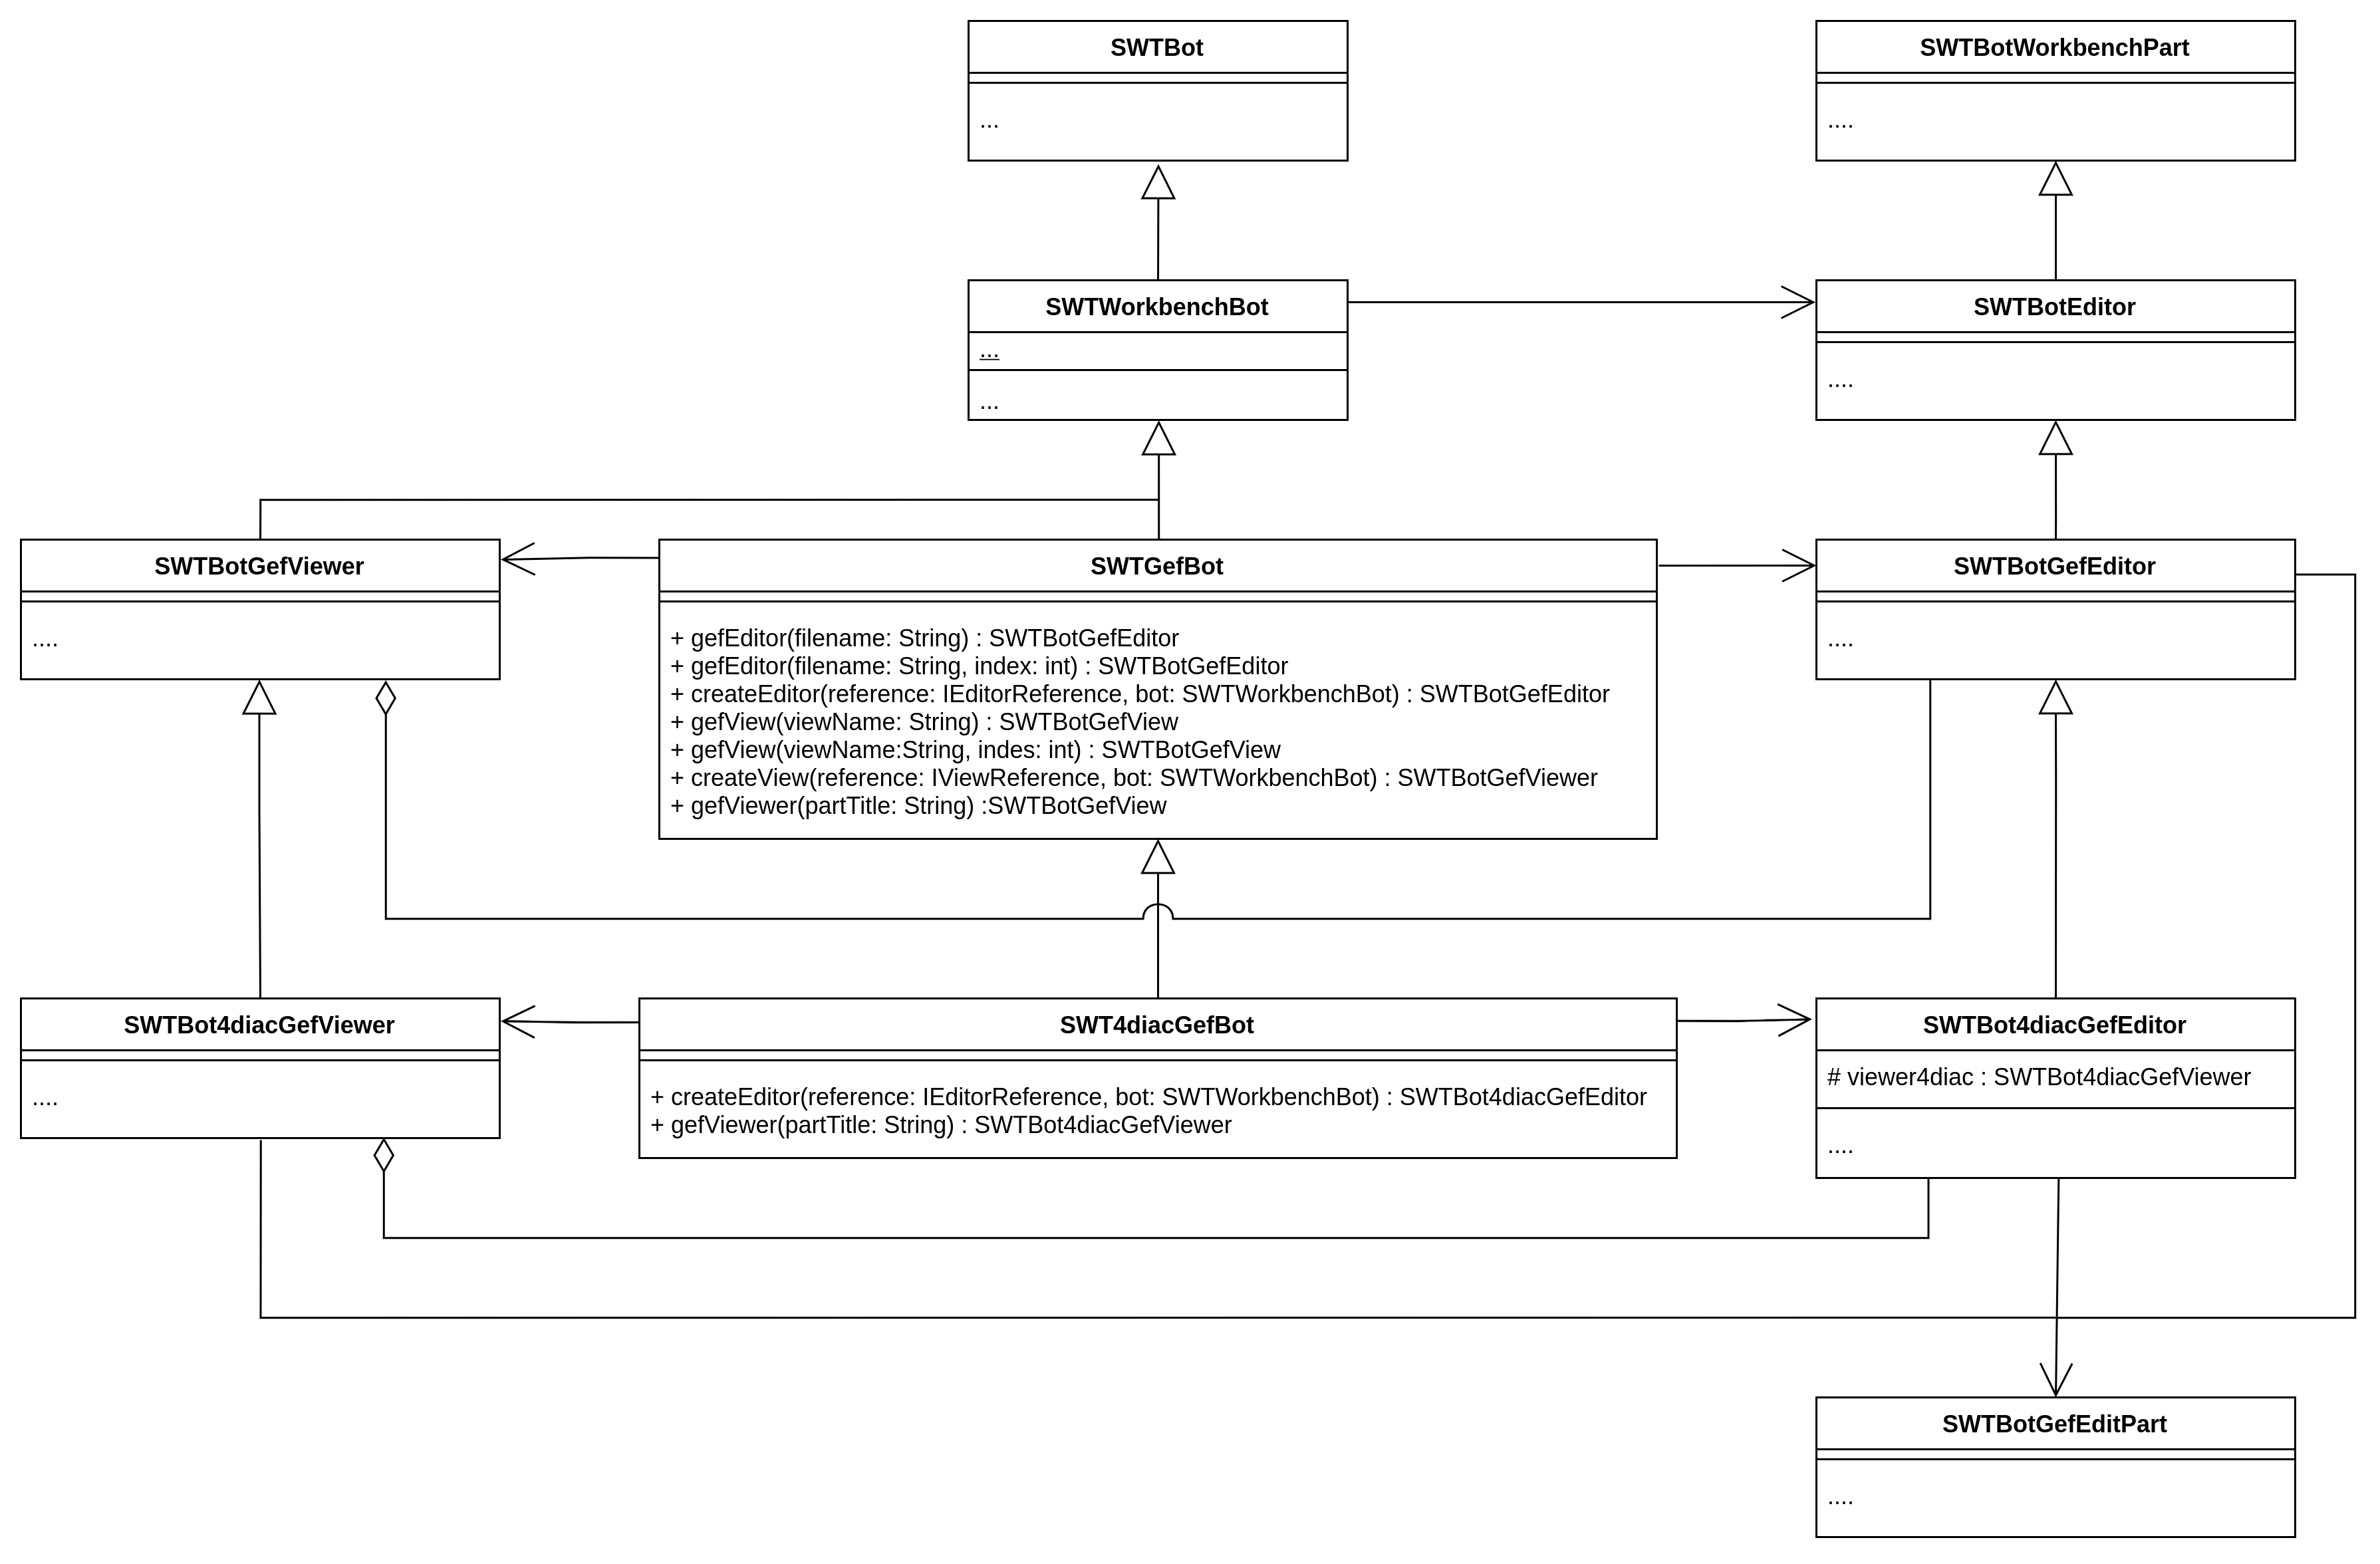 SWTBot
...
SWTBotWorkbenchPart
....
SWTWorkbenchBot
...
...
SWTBotEditor
....
SWTBotGefViewer
....
SWTGefBot
+ gefEditor(filename: String) : SWTBotGefEditor
+ gefEditor(filename: String, index: int) : SWTBotGefEditor
+ createEditor(reference: IEditorReference, bot: SWTWorkbenchBot) : SWTBotGefEditor
+ gefView(viewName: String) : SWTBotGefView
+ gefView(viewName:String, indes: int) : SWTBotGefView
+ createView(reference: IViewReference, bot: SWTWorkbenchBot) : SWTBotGefViewer
+ gefViewer(partTitle: String) :SWTBotGefView
SWTBotGefEditor
....
SWTBot4diacGefViewer
....
SWT4diacGefBot
+ createEditor(reference: IEditorReference, bot: SWTWorkbenchBot) : SWTBot4diacGefEditor
+ gefViewer(partTitle: String) : SWTBot4diacGefViewer
SWTBot4diacGefEditor
# viewer4diac : SWTBot4diacGefViewer
....
SWTBotGefEditPart
....